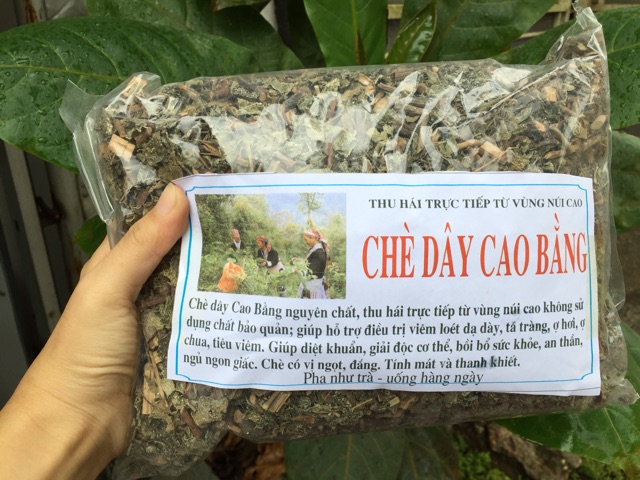 THU HÁI TRỰC TIẾP TỪ VÙNG NÚI CAO
CHÈ DÂY CAO BẰNG
Chè dây Cao Bằng nguyên chất, thu hái trực tiếp từ vùng núi cao không sử
dụng chất bảo quản; giúp hỗ trợ điều trị viêm loét dạ dày, tá tràng, ợ hơi, ợ
chua, tiêu viêm. Giúp diệt khuẩn, giải độc cơ thể, bồi bổ sức khỏe, an thần,
ngủ ngon giấc. Chè có vị ngọt, đắng. Tính mát và thanh khiết.
Pha như trà - uống hàng ngày